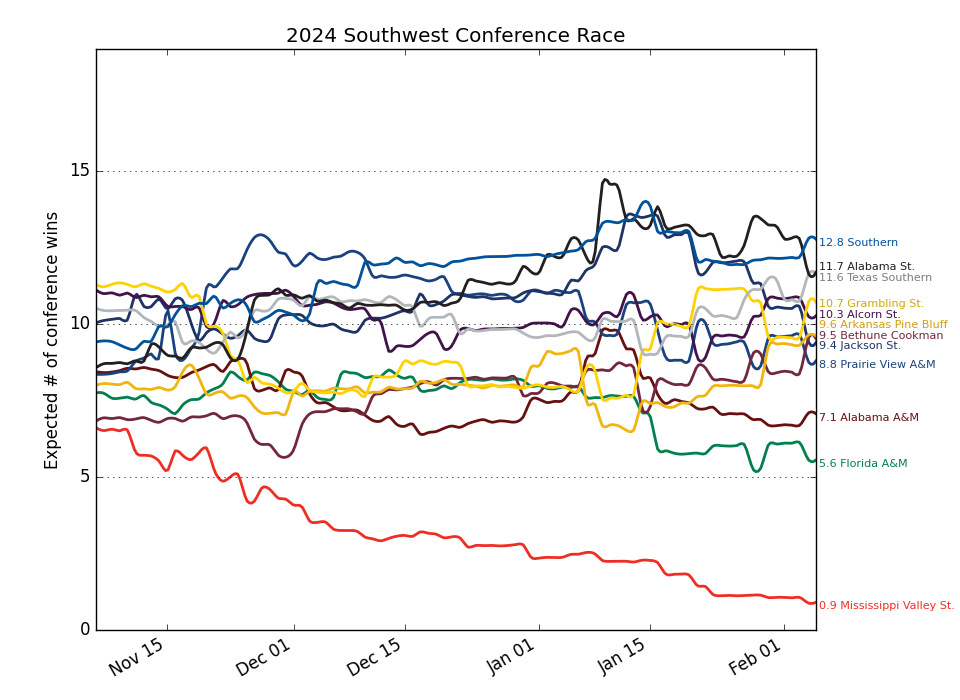 2024 Southwest Conference Race
Expected # of conference wins
15
10
5
0
12.8 Southern
11.7 Alabama St.
11.6 Texas Southern
10.7 Grambling St.
10.3 Alcorn St.
9.6 Arkansas Pine Bluff
9.5 Bethune Cookman
9.4 Jackson St.
8.8 Prairie View A&M
7.1 Alabama A&M
5.6 Florida A&M
0.9 Mississippi Valley St.
Nov 15
Dec 01
Dec 15
Jan 01
Jan 15
Feb 01